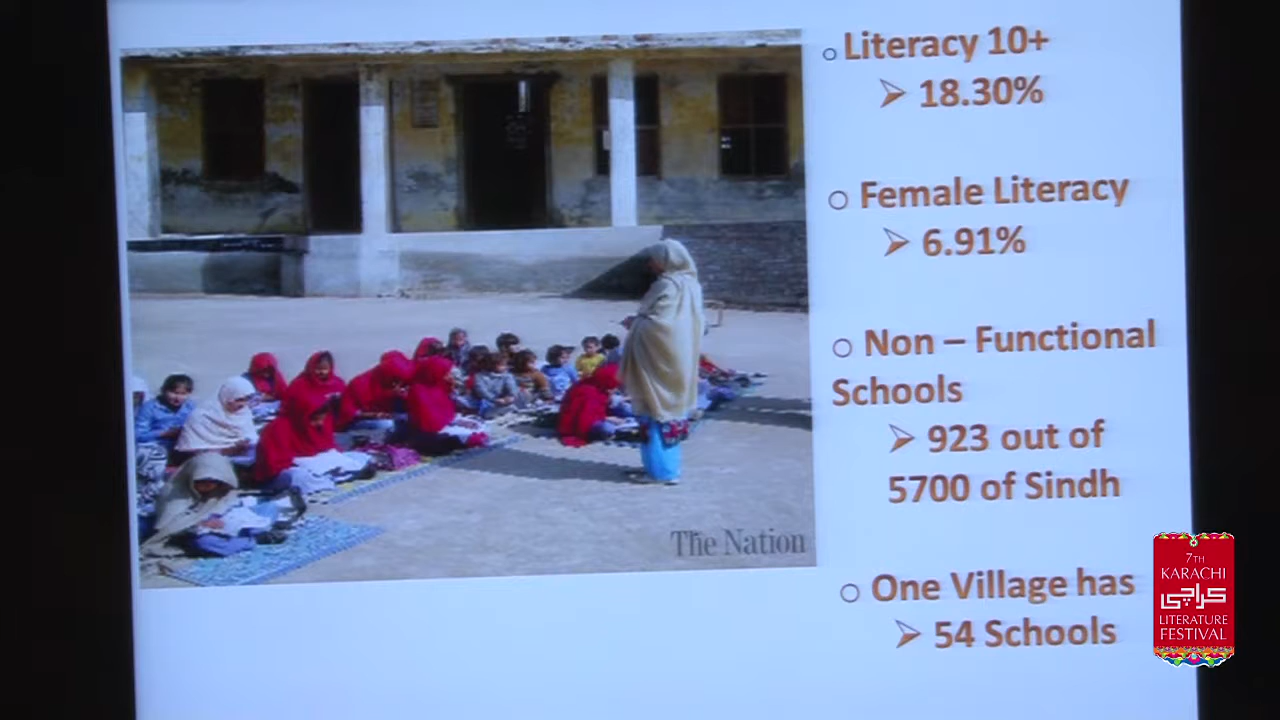 Literacy 10+
18.30%
Female Literacy
6.91%
Non – Functional
Schools
923 out of
5700 of Sindh
One Village has
54 Schools
The Nation
7TH
KARACHI
کراچی
LITERATURE
FESTIVAL